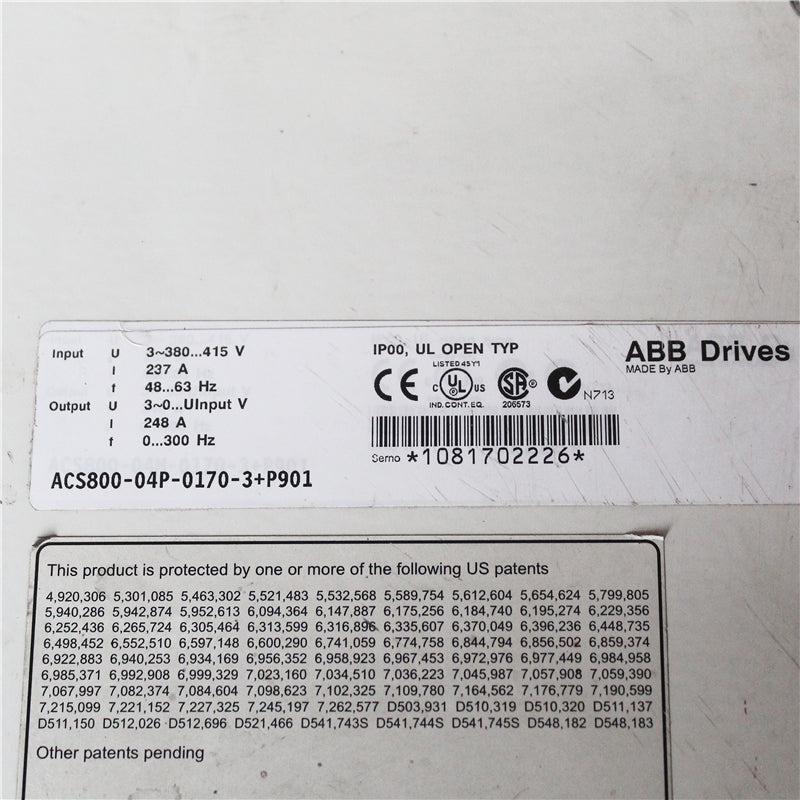 Input U 3~380...415 V
I 237 A
f 48...63 Hz
Output U 3~0...UInput V
I 248 A
f 0...300 Hz
ACS800-04P-0170-3+P901
IP00, UL OPEN TYP
LISTED 45Y1
CE C UL US SA ® N713
IND.CONT.EQ. 206573
Serno *1081702226*
ABB Drives
MADE By ABB
This product is protected by one or more of the following US patents
4,920,306 5,301,085 5,463,302 5,521,483 5,532,568 5,589,754 5,612,604 5,654,624 5,799,805
5,940,286 5,942,874 5,952,613 6,094,364 6,147,887 6,175,256 6,184,740 6,195,274 6,229,356
6,252,436 6,265,724 6,305,464 6,313,599 6,316,896 6,335,607 6,370,049 6,396,236 6,448,735
6,498,452 6,552,510 6,597,148 6,600,290 6,741,059 6,774,758 6,844,794 6,856,502 6,859,374
6,922,883 6,940,253 6,934,169 6,956,352 6,958,923 6,967,453 6,972,976 6,977,449 6,984,958
6,985,371 6,992,908 6,999,329 7,023,160 7,034,510 7,036,223 7,045,987 7,057,908 7,059,390
7,067,997 7,082,374 7,084,604 7,098,623 7,102,325 7,109,780 7,164,562 7,176,779 7,190,599
7,215,099 7,221,152 7,227,325 7,245,197 7,262,577 D503,931 D510,319 D510,320 D511,137
D511,150 D512,026 D512,696 D521,466 D541,743S D541,744S D541,745S D548,182 D548,183
Other patents pending